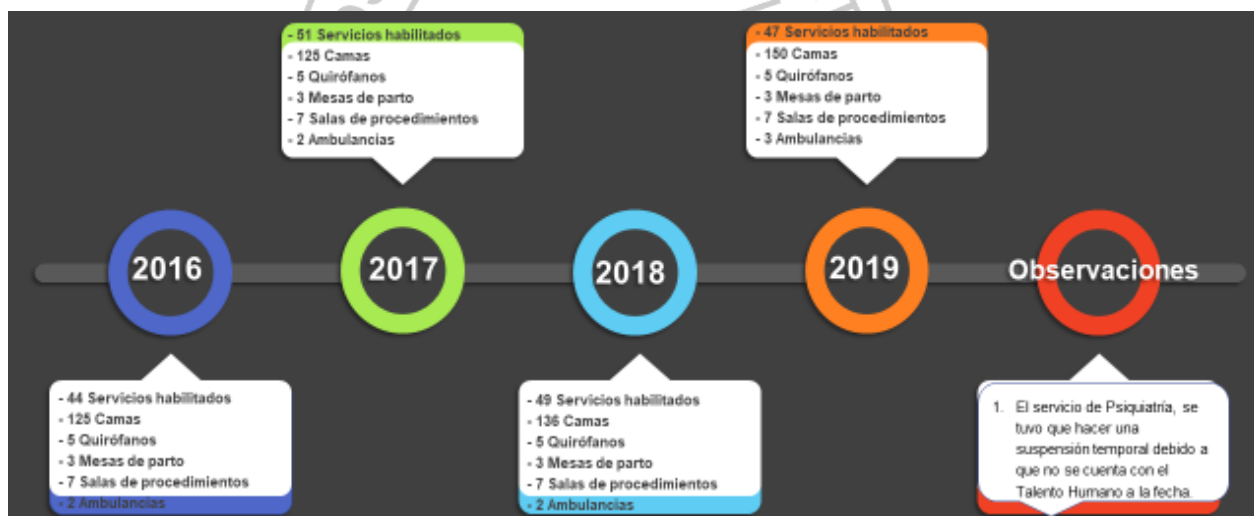 - 51 Servicios habilitados
- 125 Camas
- 5 Quirófanos
- 3 Mesas de parto
- 7 Salas de procedimientos
- 2 Ambulancias
- 47 Servicios habilitados
- 150 Camas
- 5 Quirófanos
- 3 Mesas de parto
- 7 Salas de procedimientos
- 3 Ambulancias
2016
2017
2018
2019
Observaciones
- 44 Servicios habilitados
- 125 Camas
- 5 Quirófanos
- 3 Mesas de parto
- 7 Salas de procedimientos
- 2 Ambulancias
- 49 Servicios habilitados
- 136 Camas
- 5 Quirófanos
- 3 Mesas de parto
- 7 Salas de procedimientos
- 2 Ambulancias
1. El servicio de Psiquiatría, se
tuvo que hacer una
suspensión temporal debido a
que no se cuenta con el
Talento Humano a la fecha.